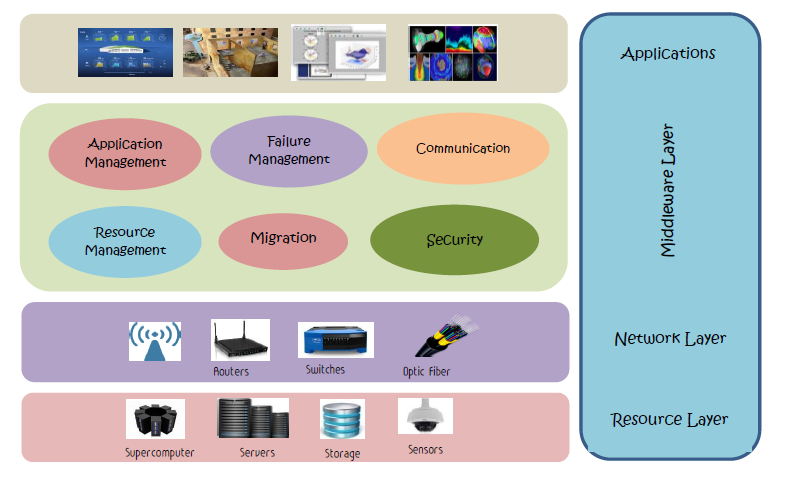 Applications
Application
Management
Failure
Management
Communication
Resource
Management
Migration
Security
Middleware Layer
Routers
Switches
Optic Fiber
Network Layer
Supercomputer
Servers
Storage
Sensors
Resource Layer